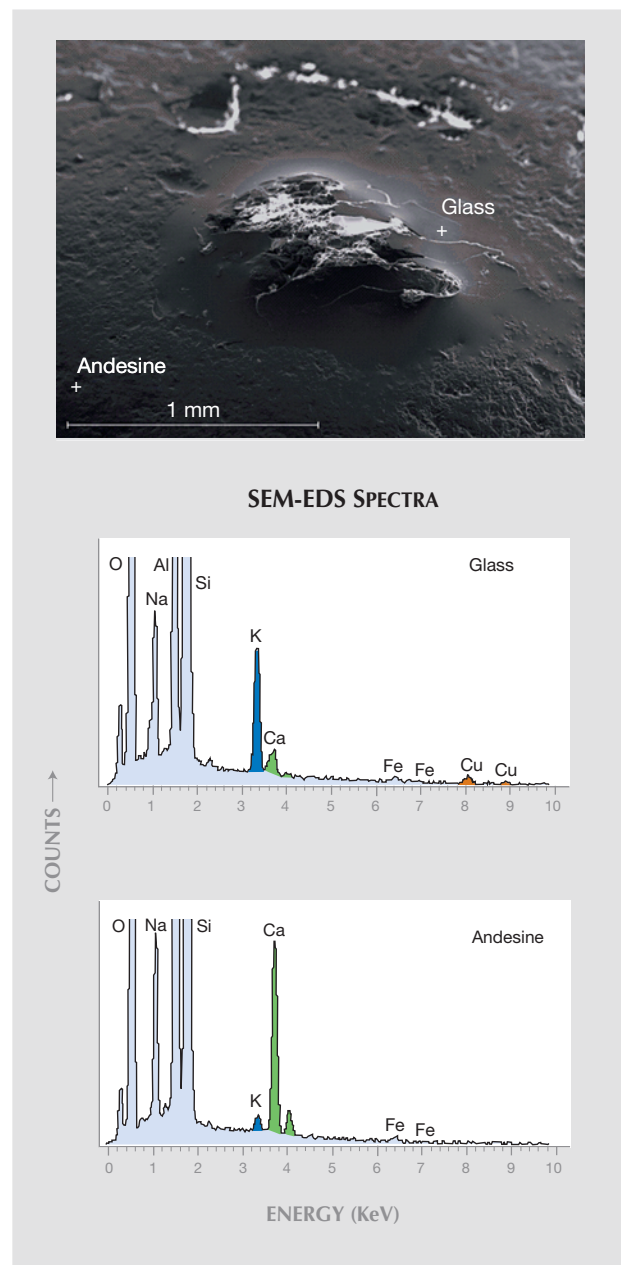 Glass
+
Andesine
+
1 mm
SEM-EDS SPECTRA
O Al Glass
Si
Na
K
Ca
Fe Fe Cu Cu
0 1 2 3 4 5 6 7 8 9 10
COUNTS →
O Na Si Ca Andesine
K
Fe Fe
0 1 2 3 4 5 6 7 8 9 10
ENERGY (KeV)